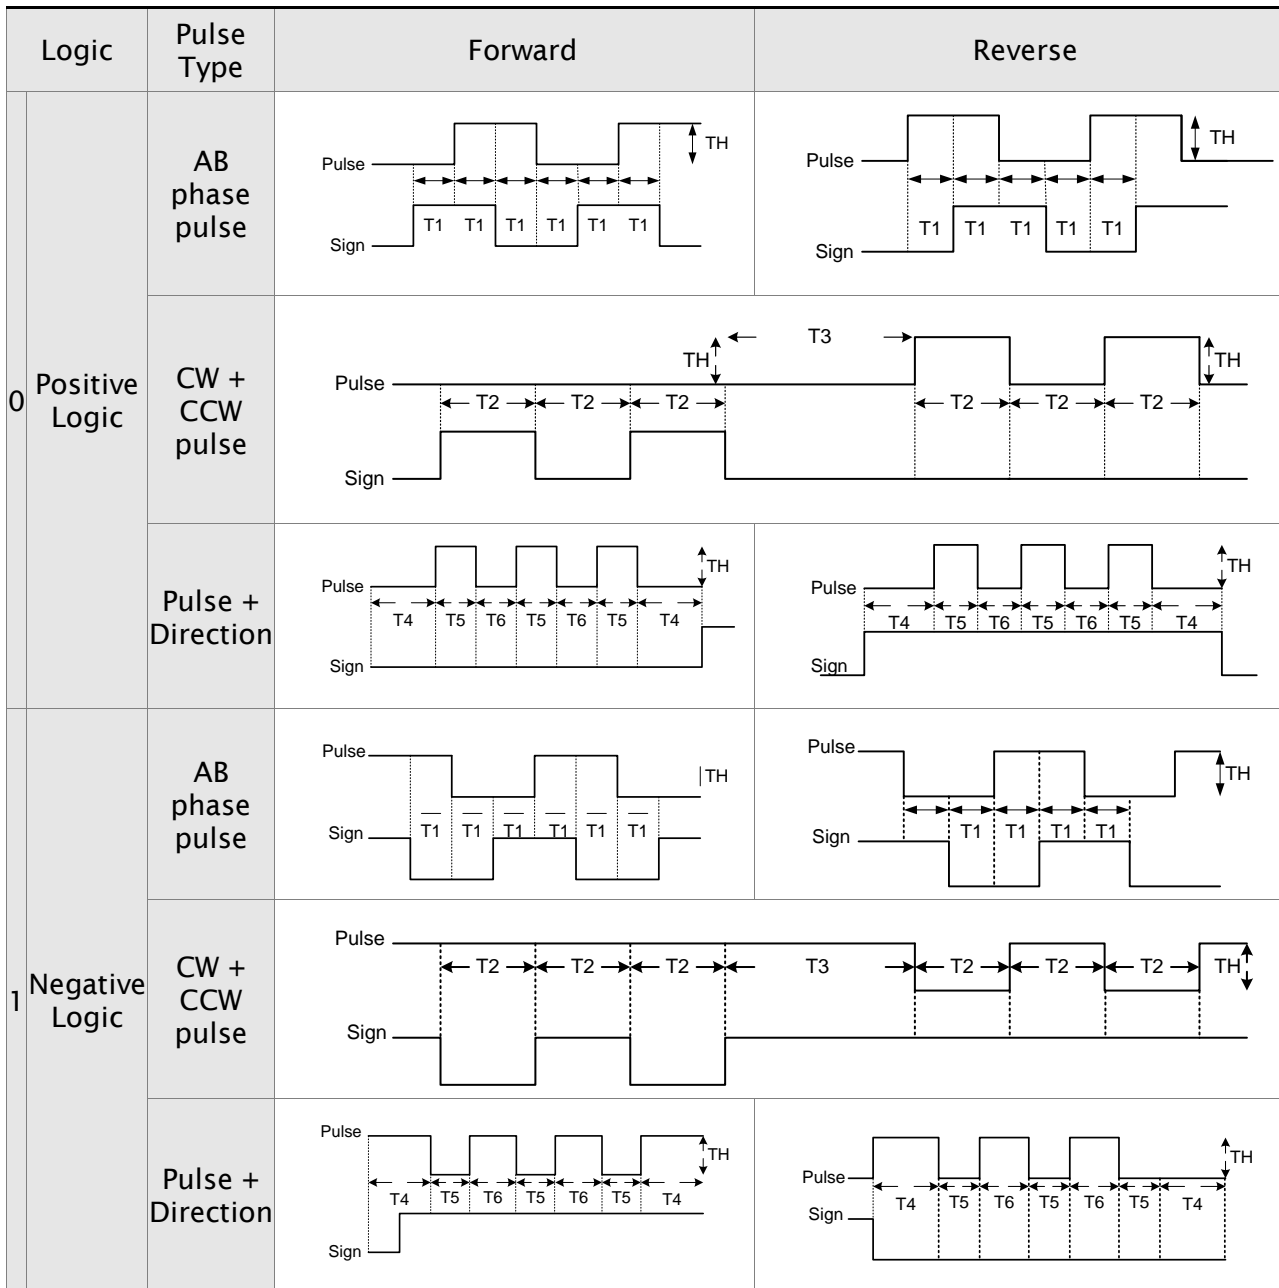 Logic
Pulse
Type
Forward
Reverse
0
Positive
Logic
AB
phase
pulse
Pulse
TH
T1 T1 T1 T1 T1 T1
Sign
Pulse
TH
T1 T1 T1 T1 T1
Sign
CW +
CCW
pulse
T3
TH
TH
Pulse
T2 T2 T2 T2 T2 T2
Sign
Pulse +
Direction
TH
Pulse
T4 T5 T6 T5 T6 T5 T4
Sign
TH
Pulse
T4 T5 T6 T5 T6 T5 T4
Sign
1
Negative
Logic
AB
phase
pulse
Pulse
TH
T1 T1 T1 T1 T1 T1
Sign
Pulse
TH
T1 T1 T1 T1
Sign
CW +
CCW
pulse
Pulse
T2 T2 T2 T3 T2 T2 T2 TH
Sign
Pulse +
Direction
Pulse
TH
T4 T5 T6 T5 T6 T5 T4
Sign
TH
Pulse
T4 T5 T6 T5 T6 T5 T4
Sign